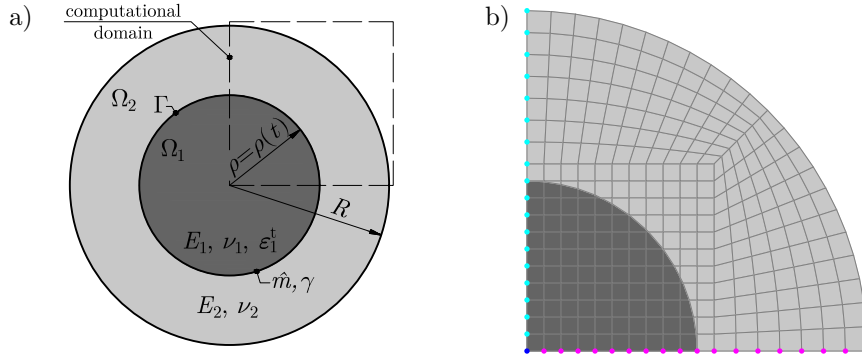 a)
computational
domain
b)
Ω₂
Γ
Ω₁
ρ=ρ(t)
R
E₁, ν₁, ε₁ᵗ
m̂, γ
E₂, ν₂